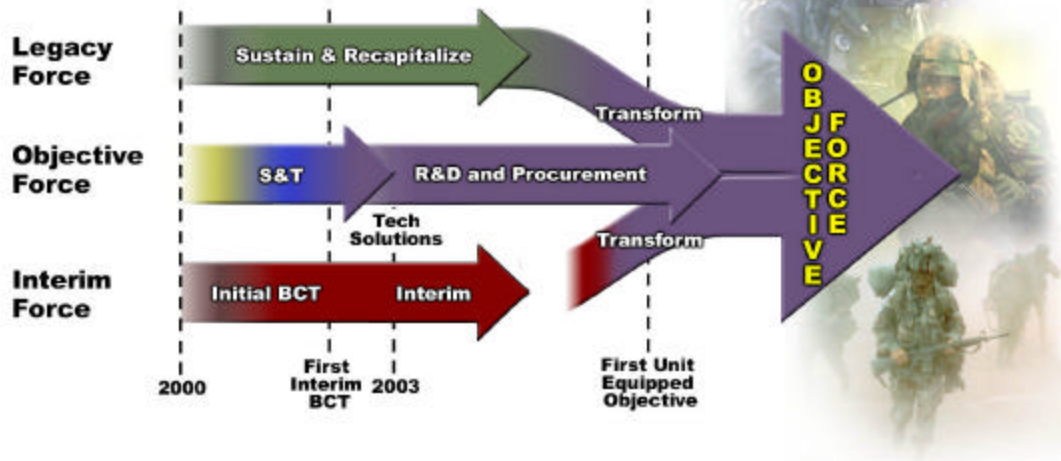 Legacy
Force
Sustain & Recapitalize
Transform
Objective
Force
S&T
R&D and Procurement
Tech
Solutions
Transform
Interim
Force
Initial BCT
Interim
OBJECTIVE
FORCE
2000
First
Interim
BCT
2003
First Unit
Equipped
Objective